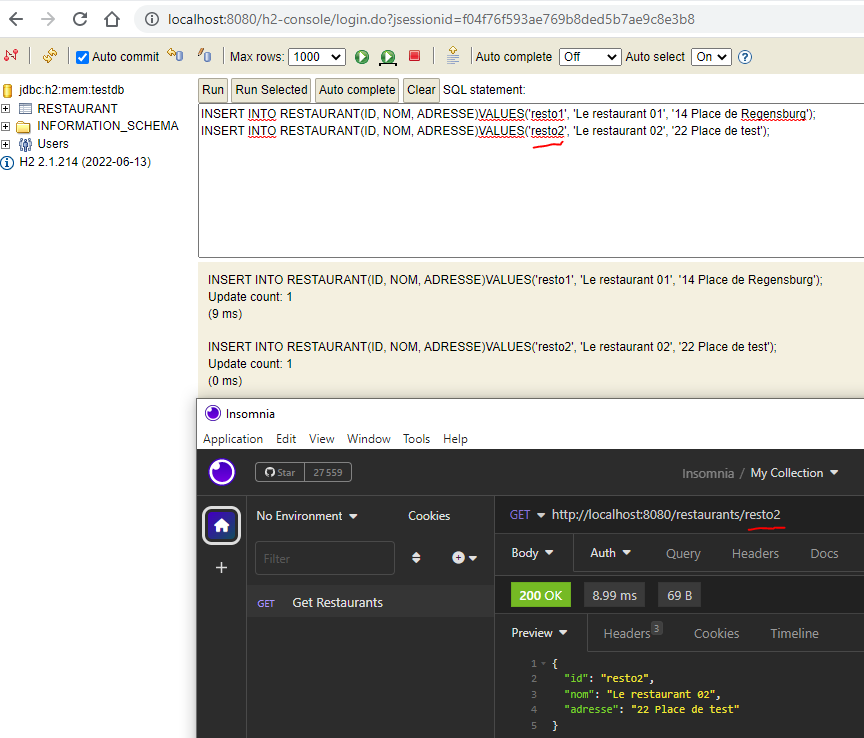 localhost:8080/h2-console/login.do?jsessionid=f04f76f593ae769b8ded5b7ae9c8e3b8
Auto commit Max rows: 1000 Auto complete Off Auto select On
jdbc:h2:mem:testdb
RESTAURANT
INFORMATION_SCHEMA
Users
H2 2.1.214 (2022-06-13)
Run Run Selected Auto complete Clear SQL statement:
INSERT INTO RESTAURANT(ID, NOM, ADRESSE)VALUES('resto1', 'Le restaurant 01', '14 Place de Regensburg');
INSERT INTO RESTAURANT(ID, NOM, ADRESSE)VALUES('resto2', 'Le restaurant 02', '22 Place de test');
INSERT INTO RESTAURANT(ID, NOM, ADRESSE)VALUES('resto1', 'Le restaurant 01', '14 Place de Regensburg');
Update count: 1
(9 ms)
INSERT INTO RESTAURANT(ID, NOM, ADRESSE)VALUES('resto2', 'Le restaurant 02', '22 Place de test');
Update count: 1
(0 ms)
Insomnia
Application Edit View Window Tools Help
Star 27 559
Insomnia / My Collection
No Environment Cookies
Filter
GET Get Restaurants
GET http://localhost:8080/restaurants/resto2
Body Auth Query Headers Docs
200 OK 8.99 ms 69 B
Preview Headers 3 Cookies Timeline
1 {
2 "id": "resto2",
3 "nom": "Le restaurant 02",
4 "adresse": "22 Place de test"
5 }